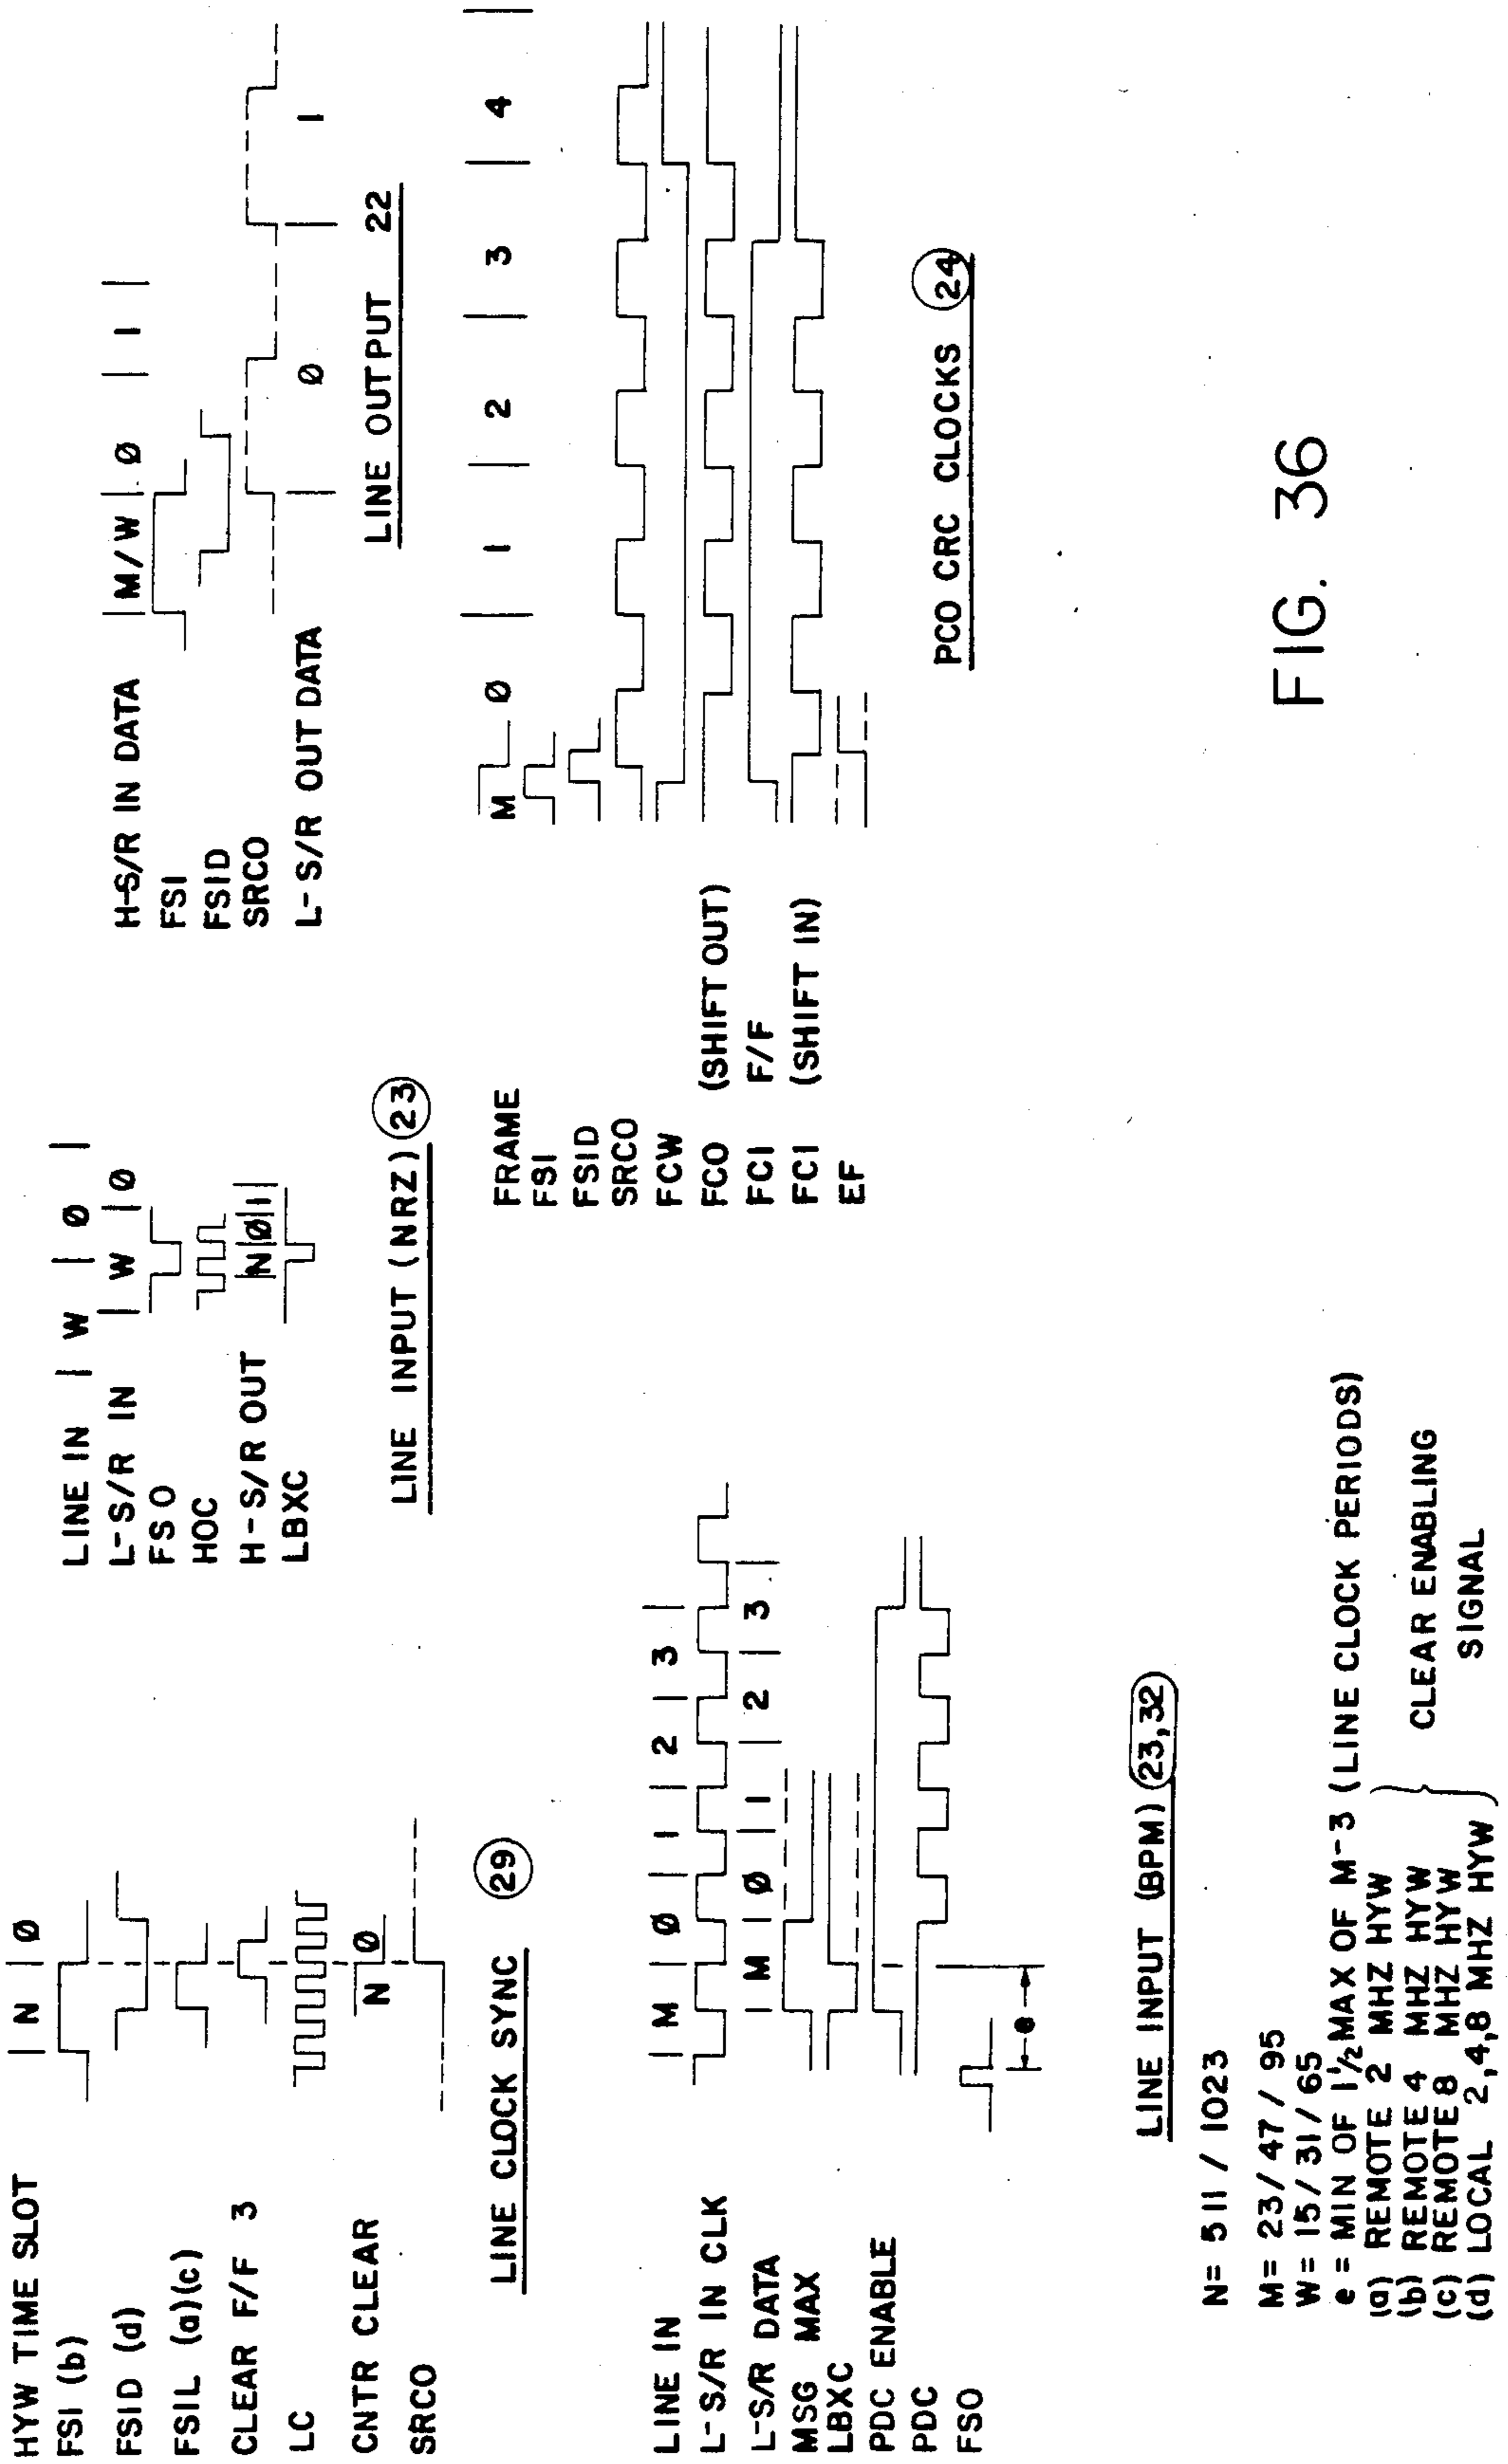 HYW TIME SLOT | N | Ø
FSI (b)
FSID (d)
FSIL (a)(c)
CLEAR F/F 3
LC
CNTR CLEAR N Ø
SRCO
LINE CLOCK SYNC 29
LINE IN | W | Ø |
L-S/R IN | W | Ø
FSO
HOC
H-S/R OUT |N|Ø|1|
LBXC
LINE INPUT (NRZ) 23
H-S/R IN DATA | M/W | Ø | 1 |
FSI
FSID
SRCO
L-S/R OUT DATA | Ø | 1
LINE OUTPUT 22
LINE IN | M | Ø | 1 | 2 | 3 |
L-S/R IN CLK
L-S/R DATA | M | Ø | 1 | 2 | 3 |
MSG MAX
LBXC
PDC ENABLE
PDC
FSO
e
LINE INPUT (BPM) 23,32
FRAME M Ø | 1 | 2 | 3 | 4 |
FSI
FSID
SRCO
FCW
FCO (SHIFT OUT)
FCI F/F
FCI (SHIFT IN)
EF
PCO CRC CLOCKS 24
N= 511 / 1023
M= 23/47/95
W= 15/31/65
e = MIN OF 1½ MAX OF M-3 (LINE CLOCK PERIODS)
(a) REMOTE 2 MHZ HYW
(b) REMOTE 4 MHZ HYW
(c) REMOTE 8 MHZ HYW
(d) LOCAL 2,4,8 MHZ HYW
CLEAR ENABLING
SIGNAL
FIG. 36